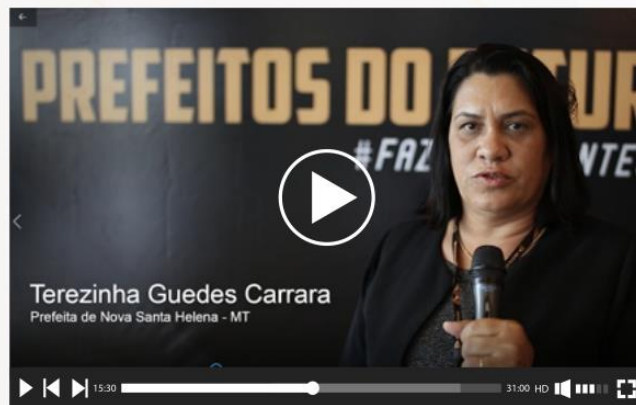 PREFEITOS DO
#FAZ
Terezinha Guedes Carrara
Prefeita de Nova Santa Helena - MT
15:30
31:00 HD